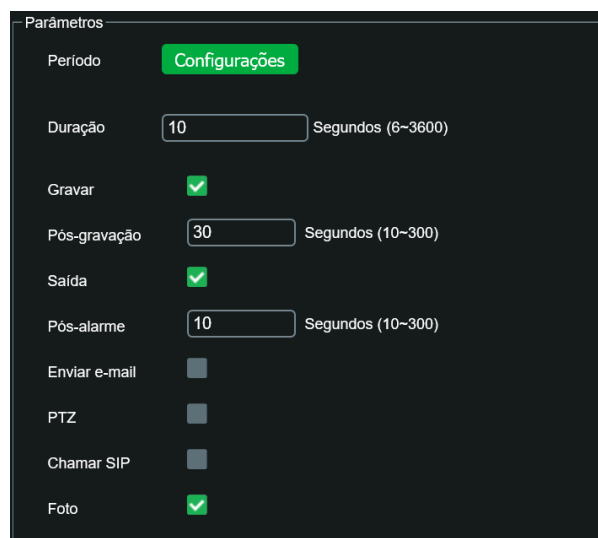 Parâmetros
Período Configurações
Duração 10 Segundos (6~3600)
Gravar
Pós-gravação 30 Segundos (10~300)
Saída
Pós-alarme 10 Segundos (10~300)
Enviar e-mail
PTZ
Chamar SIP
Foto